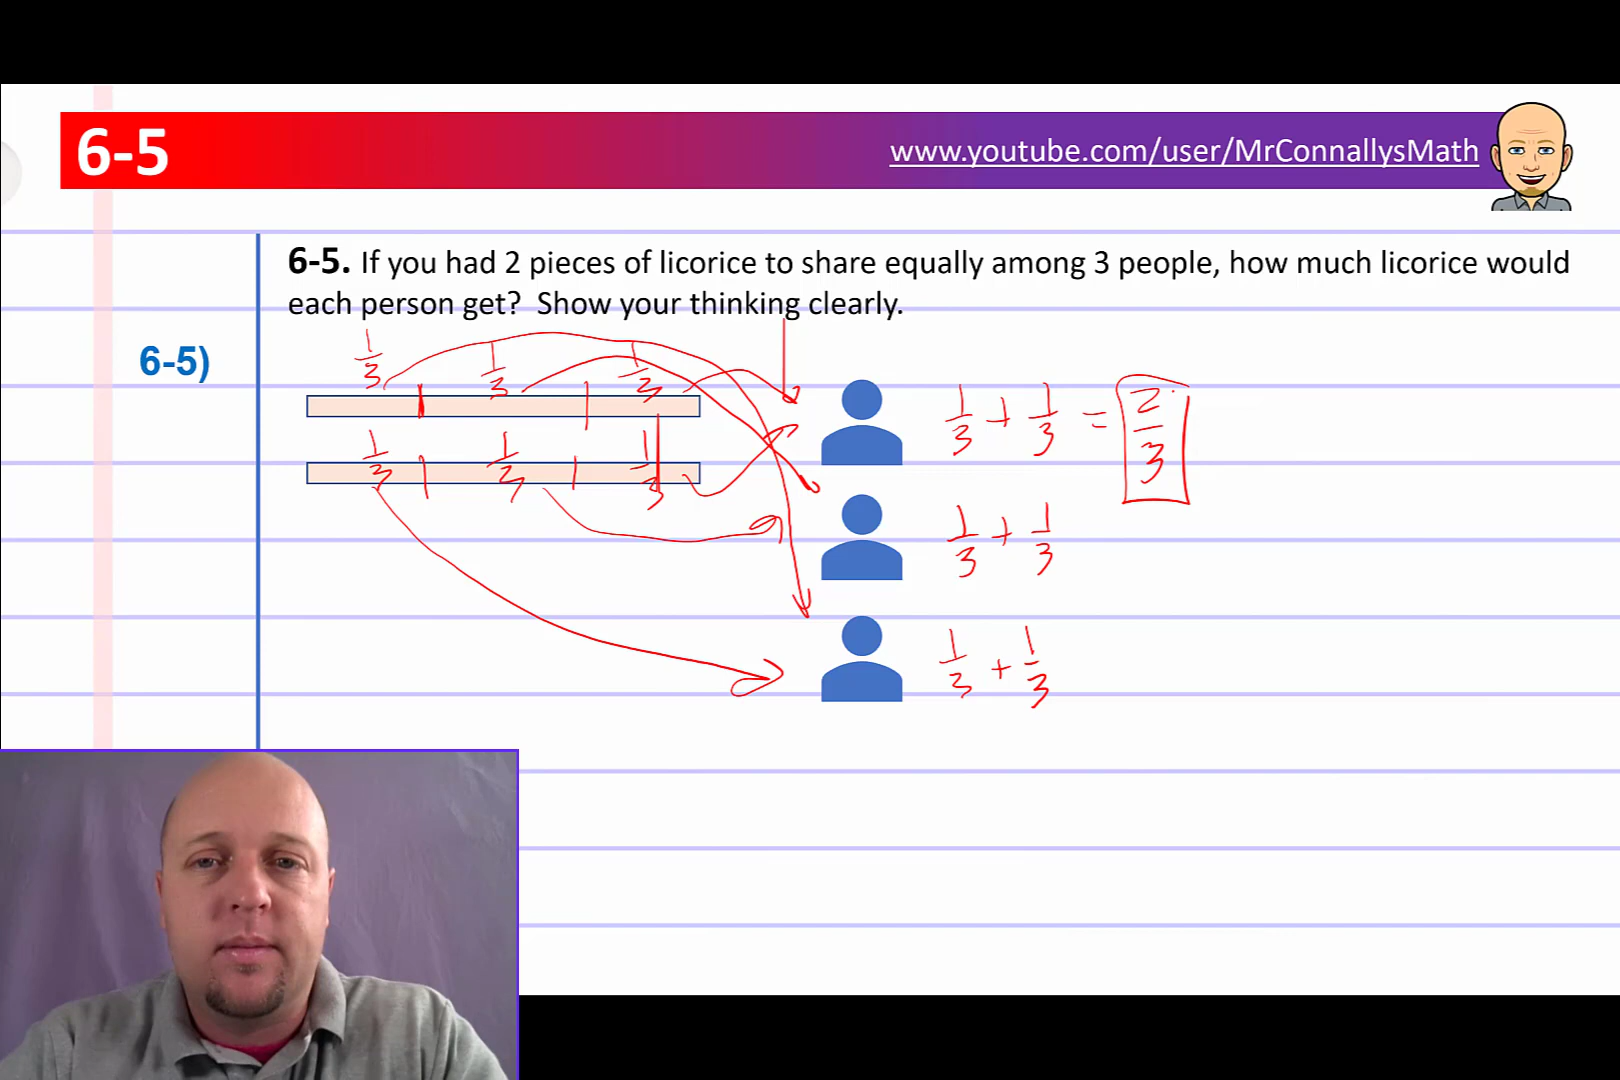 6-5
www.youtube.com/user/MrConnallysMath
6-5. If you had 2 pieces of licorice to share equally among 3 people, how much licorice would
each person get? Show your thinking clearly.
6-5)
1/3 1/3 1/3
1/3 1/3 1/3
1/3 + 1/3 = 2/3
1/3 + 1/3
1/3 + 1/3